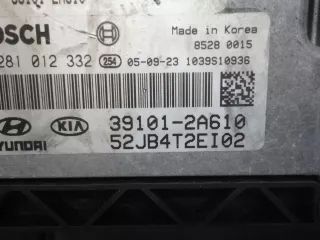 BOSCH
Made in Korea
8528 0015
281 012 332 254 05-09-23 1039S10936
KIA 39101-2A610
HYUNDAI 52JB4T2EI02